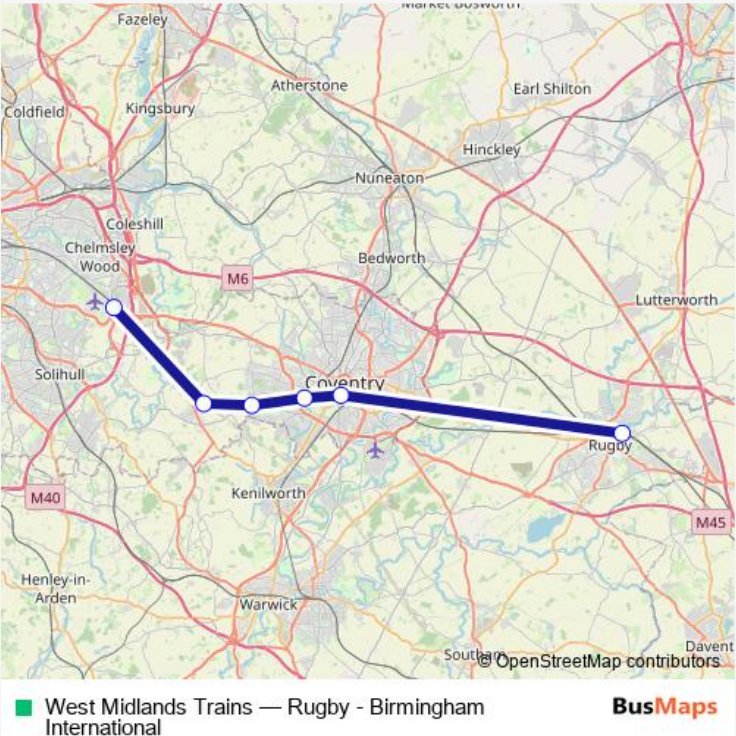 Market Bosworth
Fazeley
Atherstone
Earl Shilton
Coldfield
Kingsbury
Hinckley
Nuneaton
Coleshill
Chelmsley
Wood
Bedworth
M6
Lutterworth
Solihull
Coventry
Rugby
Kenilworth
M40
M45
Henley-in-
Arden
Warwick
Southam
Davent
© OpenStreetMap contributors
West Midlands Trains — Rugby - Birmingham
International
BusMaps